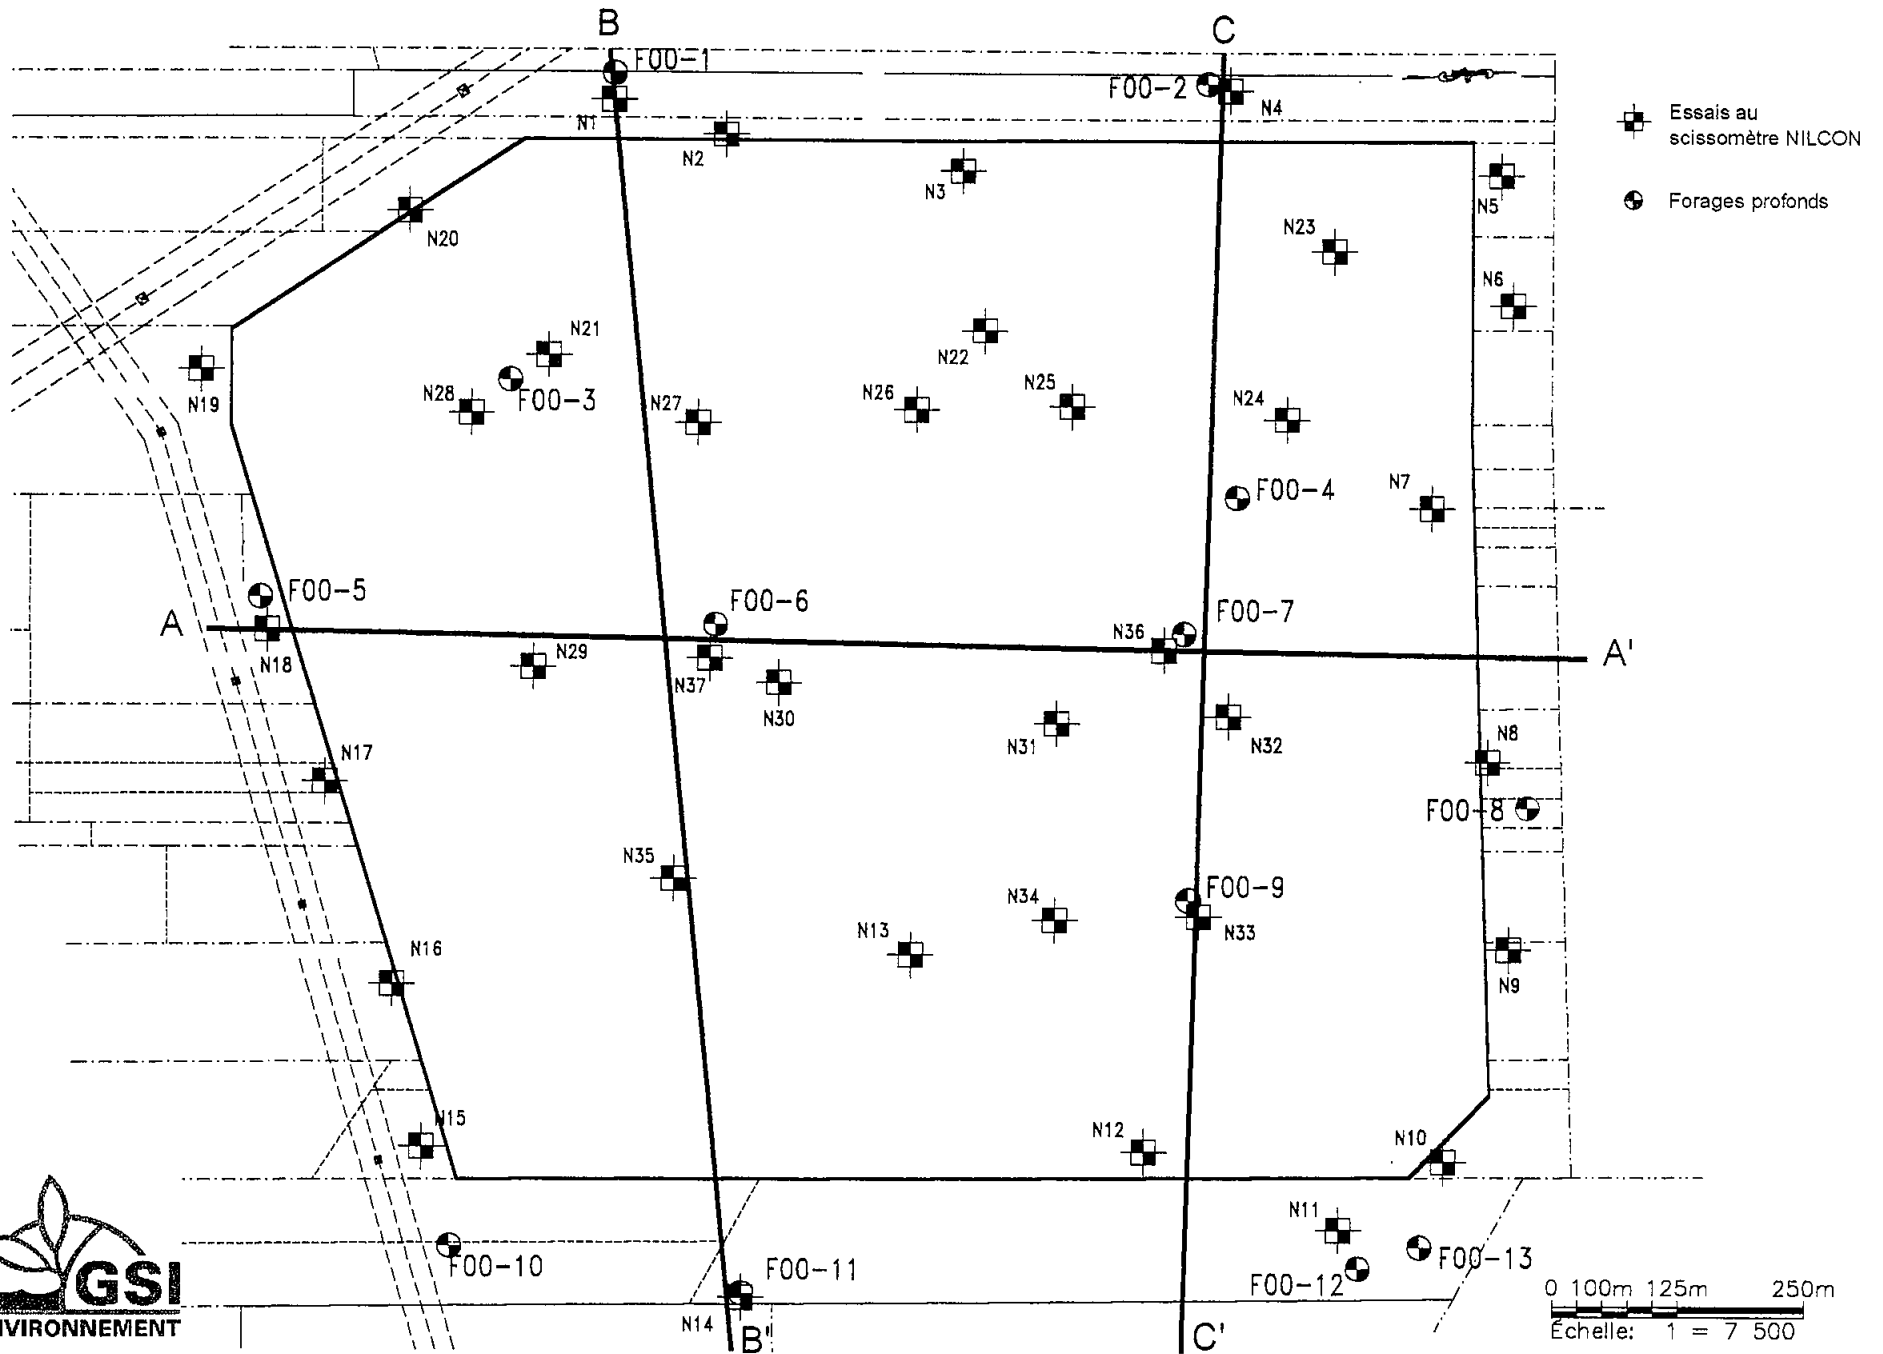 B
C
F00-1
F00-2
N4
N1
N2
N3
N5
Essais au
scissomètre NILCON
Forages profonds
N20
N23
N6
N21
N22
N19
N28
F00-3
N27
N26
N25
N24
F00-4
N7
F00-5
A
N18
F00-6
F00-7
N36
A'
N29
N37
N30
N31
N32
N8
N17
F00-8
N35
N34
F00-9
N33
N13
N16
N9
N15
N12
N10
N11
F00-10
F00-11
F00-12
F00-13
N14
B'
C'
GSI
NVIRONNEMENT
0 100m 125m 250m
Échelle: 1 = 7 500